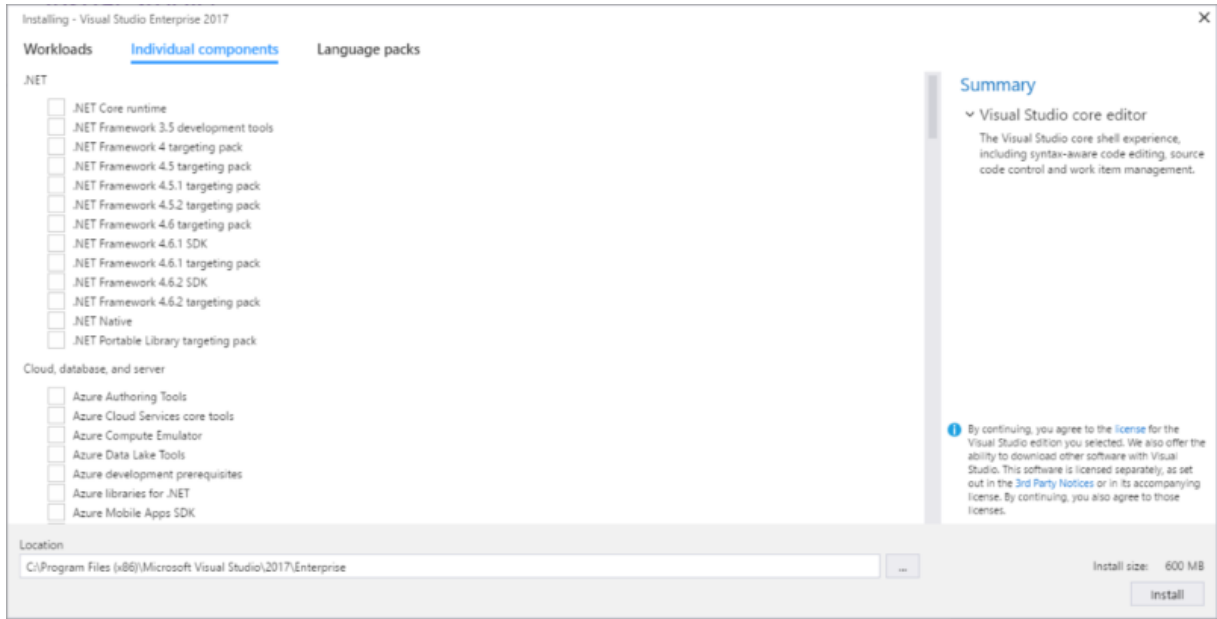 Installing - Visual Studio Enterprise 2017
Workloads Individual components Language packs
.NET
.NET Core runtime
.NET Framework 3.5 development tools
.NET Framework 4 targeting pack
.NET Framework 4.5 targeting pack
.NET Framework 4.5.1 targeting pack
.NET Framework 4.5.2 targeting pack
.NET Framework 4.6 targeting pack
.NET Framework 4.6.1 SDK
.NET Framework 4.6.1 targeting pack
.NET Framework 4.6.2 SDK
.NET Framework 4.6.2 targeting pack
.NET Native
.NET Portable Library targeting pack
Cloud, database, and server
Azure Authoring Tools
Azure Cloud Services core tools
Azure Compute Emulator
Azure Data Lake Tools
Azure development prerequisites
Azure libraries for .NET
Azure Mobile Apps SDK
Summary
Visual Studio core editor
The Visual Studio core shell experience,
including syntax-aware code editing, source
code control and work item management.
By continuing, you agree to the license for the
Visual Studio edition you selected. We also offer the
ability to download other software with Visual
Studio. This software is licensed separately, as set
out in the 3rd Party Notices or in its accompanying
license. By continuing, you also agree to those
licenses.
Location
C:\Program Files (x86)\Microsoft Visual Studio\2017\Enterprise
...
Install size: 600 MB
Install